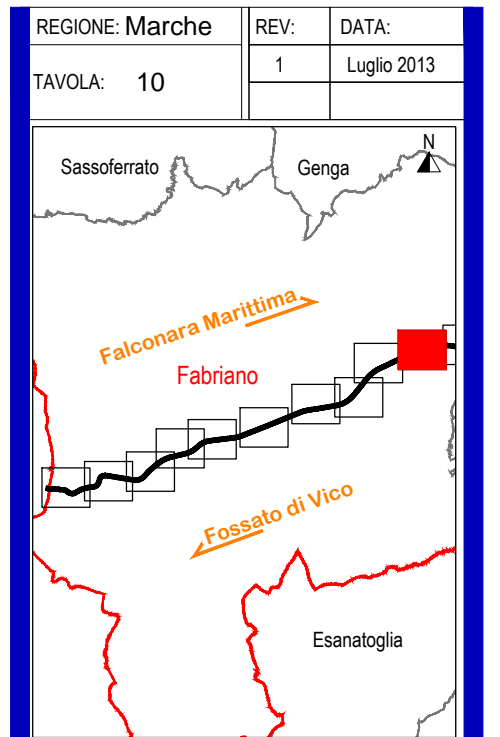 REGIONE: Marche
REV:
DATA:
TAVOLA: 10
1
Luglio 2013
N
Sassoferrato
Genga
Falconara Marittima
Fabriano
Fossato di Vico
Esanatoglia